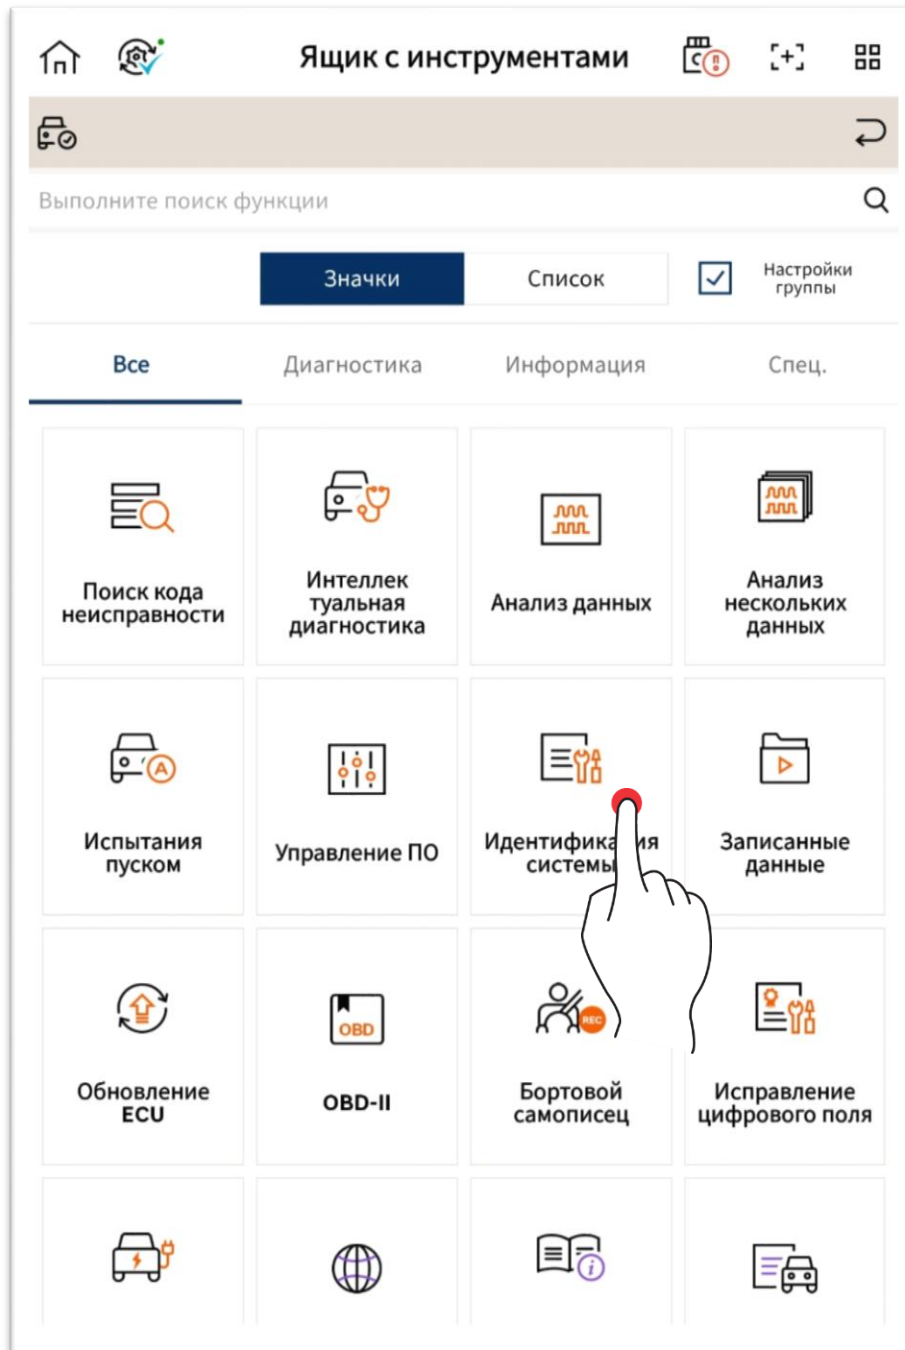 Ящик с инструментами
Выполните поиск функции
Значки
Список
Настройки
группы
Все
Диагностика
Информация
Спец.
Поиск кода
неисправности
Интеллек
туальная
диагностика
Анализ данных
Анализ
нескольких
данных
A
Испытания
пуском
Управление ПО
Идентификация
системы
Записанные
данные
Обновление
ECU
OBD
OBD-II
REC
Бортовой
самописец
Исправление
цифрового поля